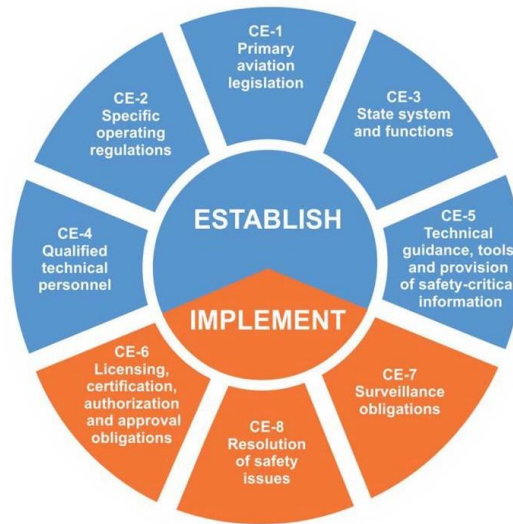 CE-1
Primary
aviation
legislation
CE-2
Specific
operating
regulations
CE-3
State system
and functions
ESTABLISH
CE-4
Qualified
technical
personnel
CE-5
Technical
guidance, tools
and provision
of safety-critical
information
IMPLEMENT
CE-6
Licensing,
certification,
authorization
and approval
obligations
CE-7
Surveillance
obligations
CE-8
Resolution
of safety
issues